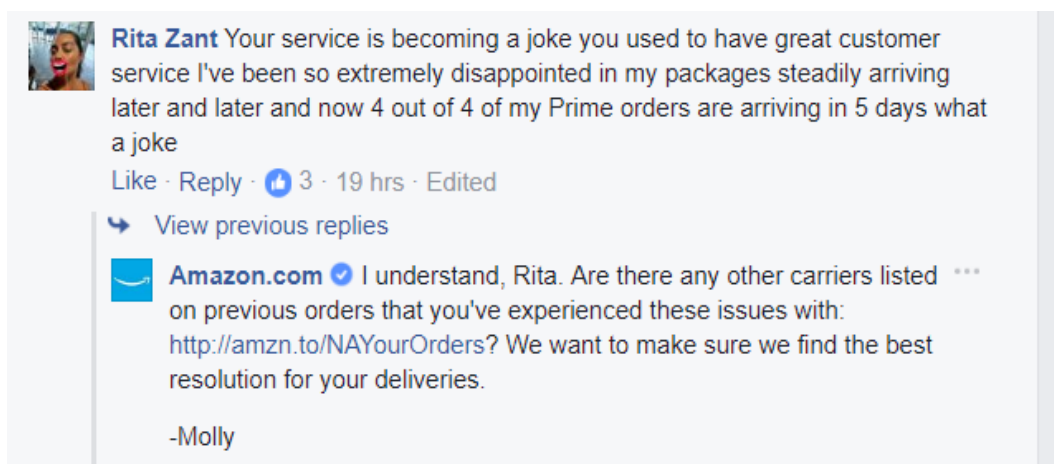 Rita Zant Your service is becoming a joke you used to have great customer
service I've been so extremely disappointed in my packages steadily arriving
later and later and now 4 out of 4 of my Prime orders are arriving in 5 days what
a joke
Like · Reply · 3 · 19 hrs · Edited
View previous replies
Amazon.com I understand, Rita. Are there any other carriers listed
on previous orders that you've experienced these issues with:
http://amzn.to/NAYourOrders? We want to make sure we find the best
resolution for your deliveries.
-Molly